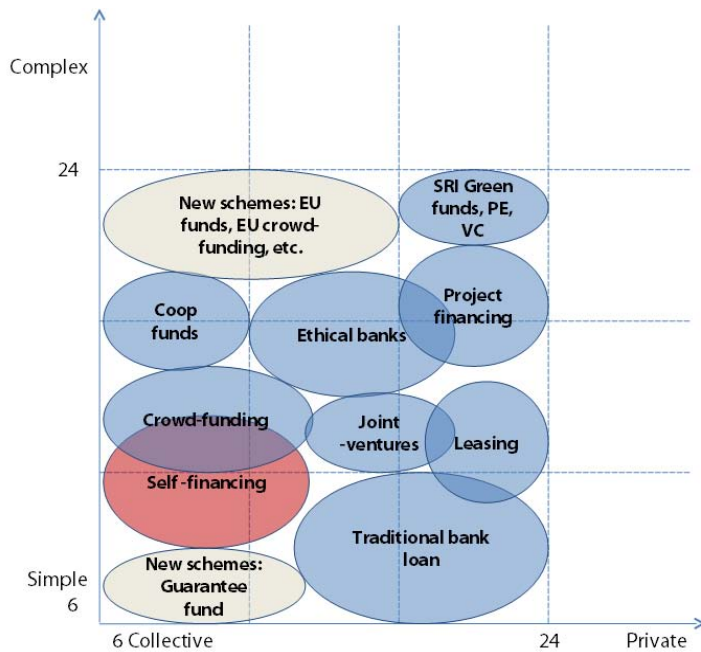 Complex
24
New schemes: EU
funds, EU crowd-
funding, etc.
SRI Green
funds, PE,
VC
Coop
funds
Ethical banks
Project
financing
Crowd-funding
Joint
-ventures
Leasing
Self-financing
Traditional bank
loan
New schemes:
Guarantee
fund
Simple
6
6 Collective
24
Private